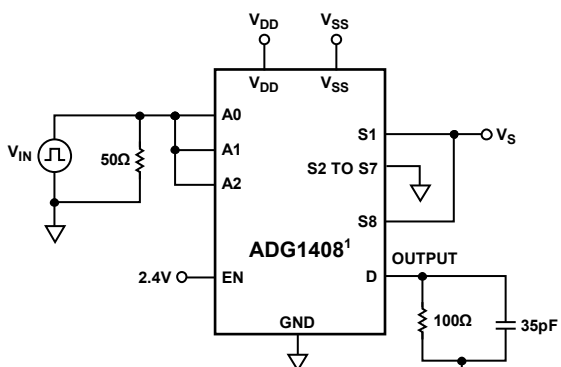 VDD VSS
VDD VSS
A0
S1 VS
VIN 50Ω A1
S2 TO S7
A2
S8
ADG1408¹
OUTPUT
2.4V EN D
100Ω 35pF
GND